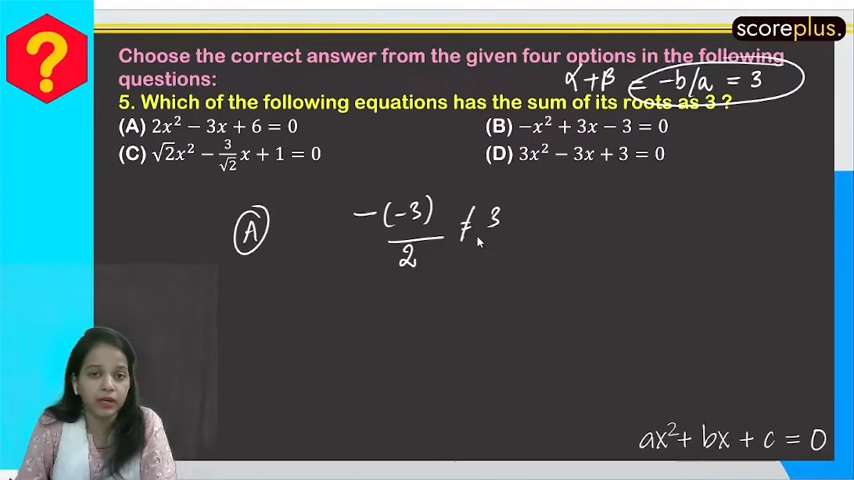 scoreplus.
Choose the correct answer from the given four options in the following
questions:
α+β = -b/a = 3
5. Which of the following equations has the sum of its roots as 3 ?
(A) 2x² − 3x + 6 = 0
(B) −x² + 3x − 3 = 0
(C) √2x² − 3/√2 x + 1 = 0
(D) 3x² − 3x + 3 = 0
A
-(-3)/2 ≠ 3
ax² + bx + c = 0